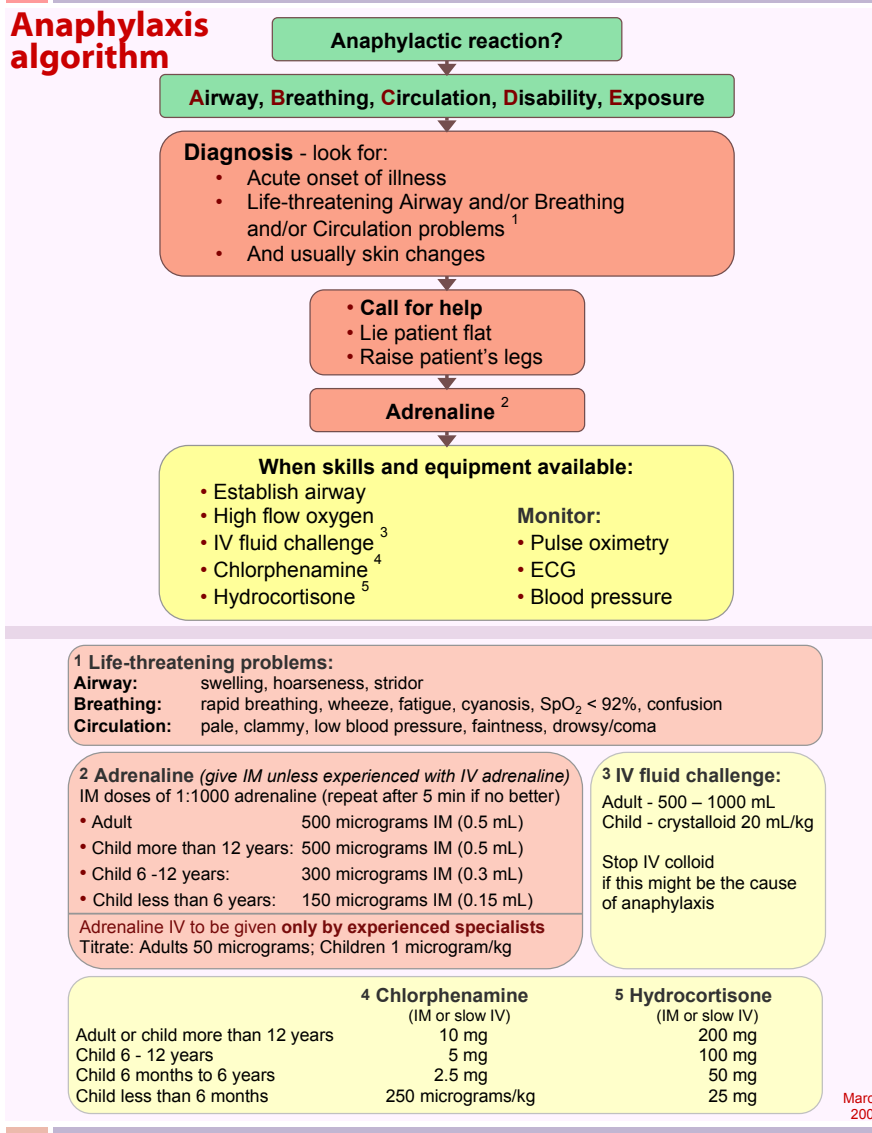 Anaphylaxis
algorithm
Anaphylactic reaction?
Airway, Breathing, Circulation, Disability, Exposure
Diagnosis - look for:
• Acute onset of illness
• Life-threatening Airway and/or Breathing
and/or Circulation problems 1
• And usually skin changes
• Call for help
• Lie patient flat
• Raise patient's legs
Adrenaline 2
When skills and equipment available:
• Establish airway
• High flow oxygen
• IV fluid challenge 3
• Chlorphenamine 4
• Hydrocortisone 5
Monitor:
• Pulse oximetry
• ECG
• Blood pressure
1 Life-threatening problems:
Airway: swelling, hoarseness, stridor
Breathing: rapid breathing, wheeze, fatigue, cyanosis, SpO2 < 92%, confusion
Circulation: pale, clammy, low blood pressure, faintness, drowsy/coma
2 Adrenaline (give IM unless experienced with IV adrenaline)
IM doses of 1:1000 adrenaline (repeat after 5 min if no better)
• Adult 500 micrograms IM (0.5 mL)
• Child more than 12 years: 500 micrograms IM (0.5 mL)
• Child 6 -12 years: 300 micrograms IM (0.3 mL)
• Child less than 6 years: 150 micrograms IM (0.15 mL)
Adrenaline IV to be given only by experienced specialists
Titrate: Adults 50 micrograms; Children 1 microgram/kg
3 IV fluid challenge:
Adult - 500 – 1000 mL
Child - crystalloid 20 mL/kg
Stop IV colloid
if this might be the cause
of anaphylaxis
4 Chlorphenamine 5 Hydrocortisone
(IM or slow IV) (IM or slow IV)
Adult or child more than 12 years 10 mg 200 mg
Child 6 - 12 years 5 mg 100 mg
Child 6 months to 6 years 2.5 mg 50 mg
Child less than 6 months 250 micrograms/kg 25 mg